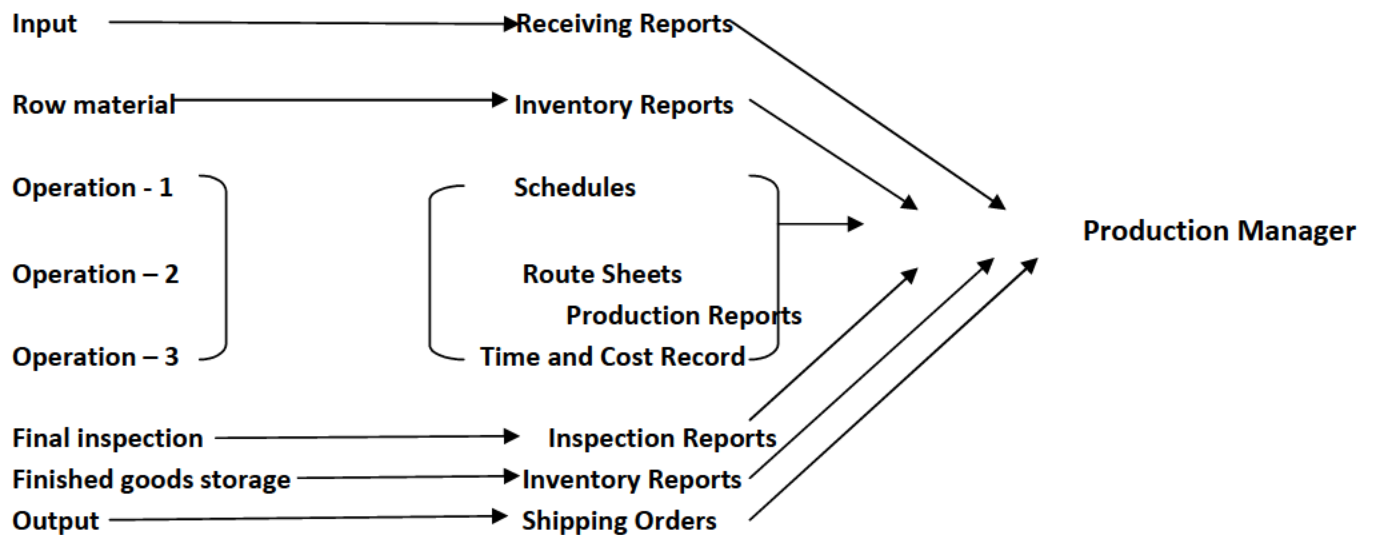 Input Receiving Reports
Row material Inventory Reports
Operation - 1 Schedules
Production Manager
Operation – 2 Route Sheets
Production Reports
Operation – 3 Time and Cost Record
Final inspection Inspection Reports
Finished goods storage Inventory Reports
Output Shipping Orders